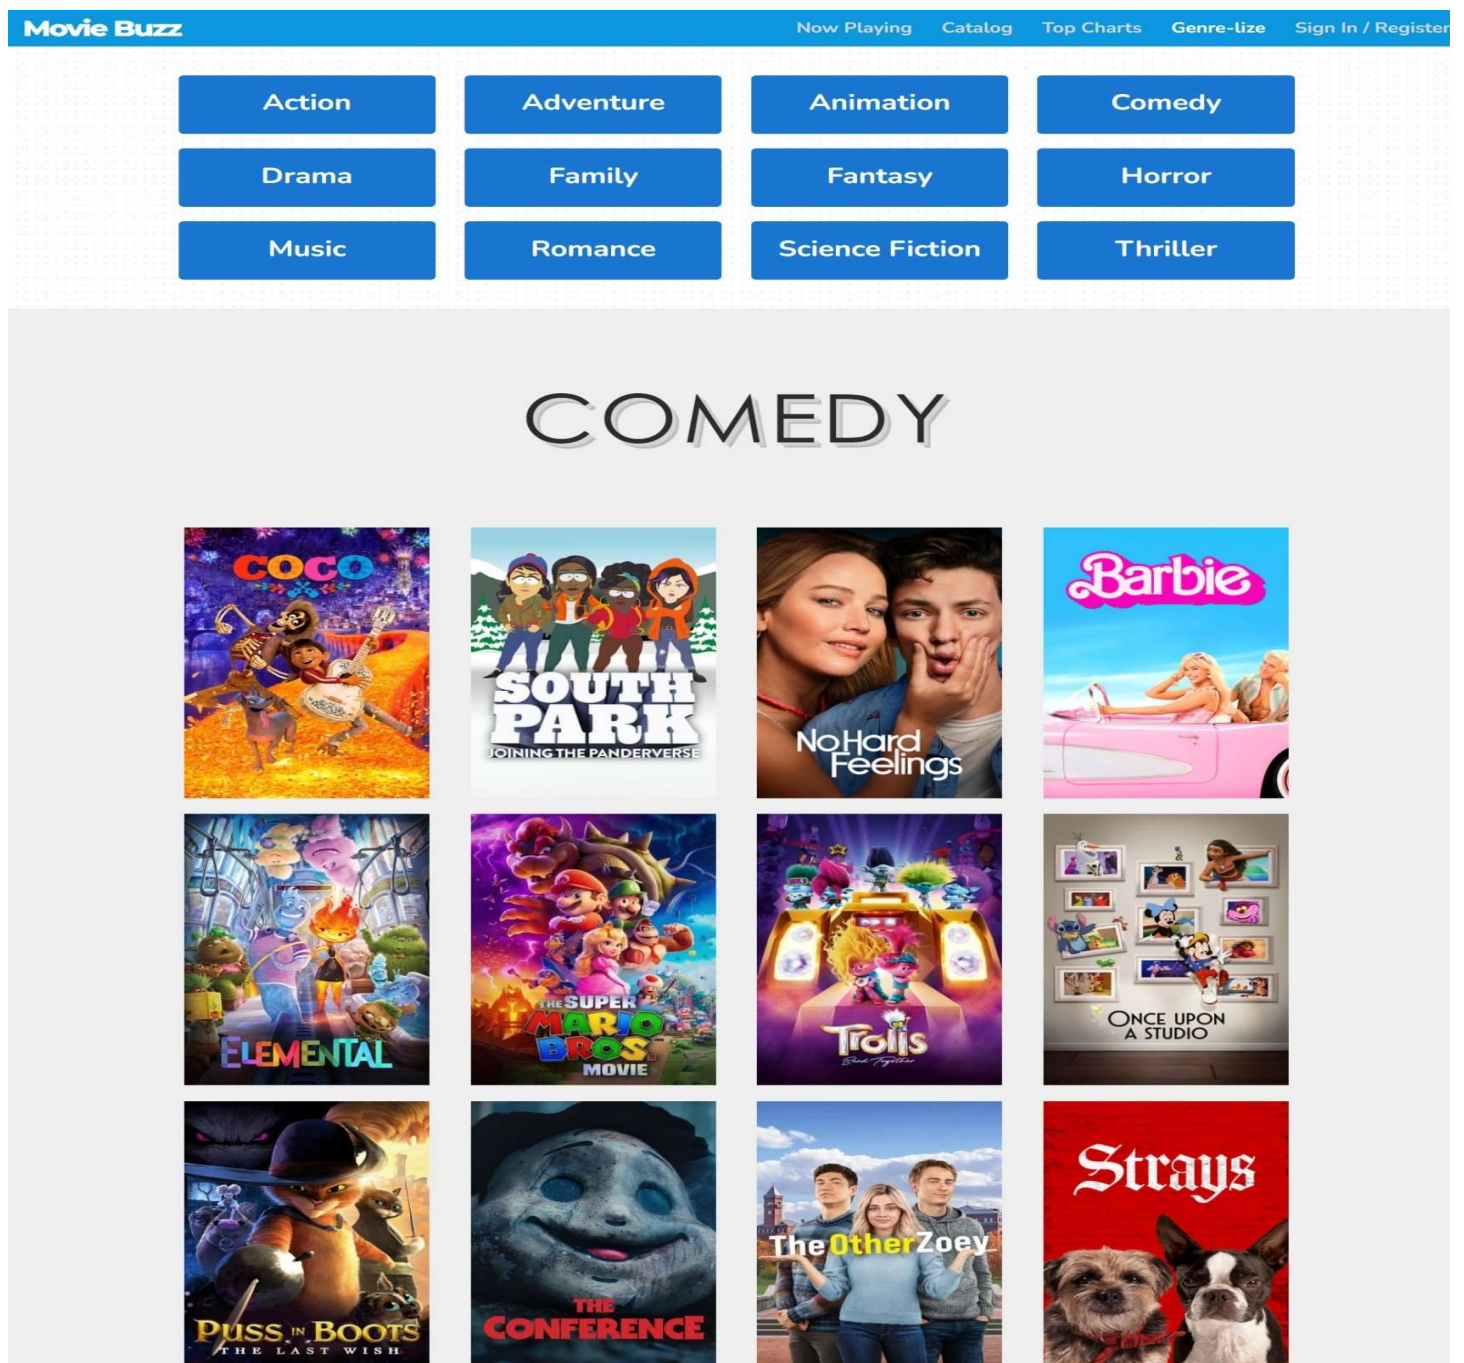 Movie Buzz
Now Playing Catalog Top Charts Genre-lize Sign In / Register
Action Adventure Animation Comedy
Drama Family Fantasy Horror
Music Romance Science Fiction Thriller
COMEDY
COCO
SOUTH
PARK
JOINING THE PANDERVERSE
No Hard
Feelings
Barbie
ELEMENTAL
THE SUPER
MARIO
BROS.
MOVIE
Trolls
Band Together
ONCE UPON
A STUDIO
PUSS IN BOOTS
THE LAST WISH
THE
CONFERENCE
The Other Zoey
Strays